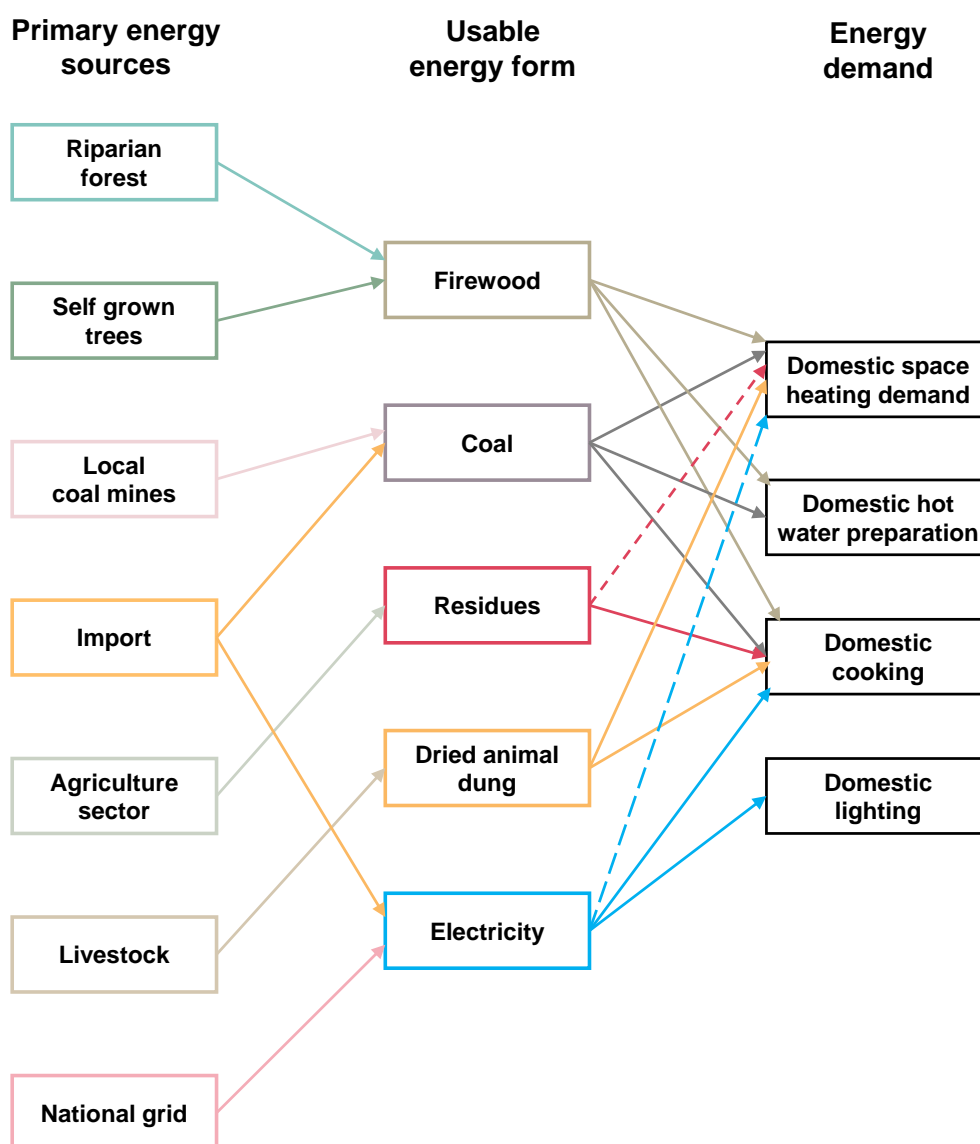 Primary energy
sources
Usable
energy form
Energy
demand
Riparian
forest
Self grown
trees
Local
coal mines
Import
Agriculture
sector
Livestock
National grid
Firewood
Coal
Residues
Dried animal
dung
Electricity
Domestic space
heating demand
Domestic hot
water preparation
Domestic
cooking
Domestic
lighting